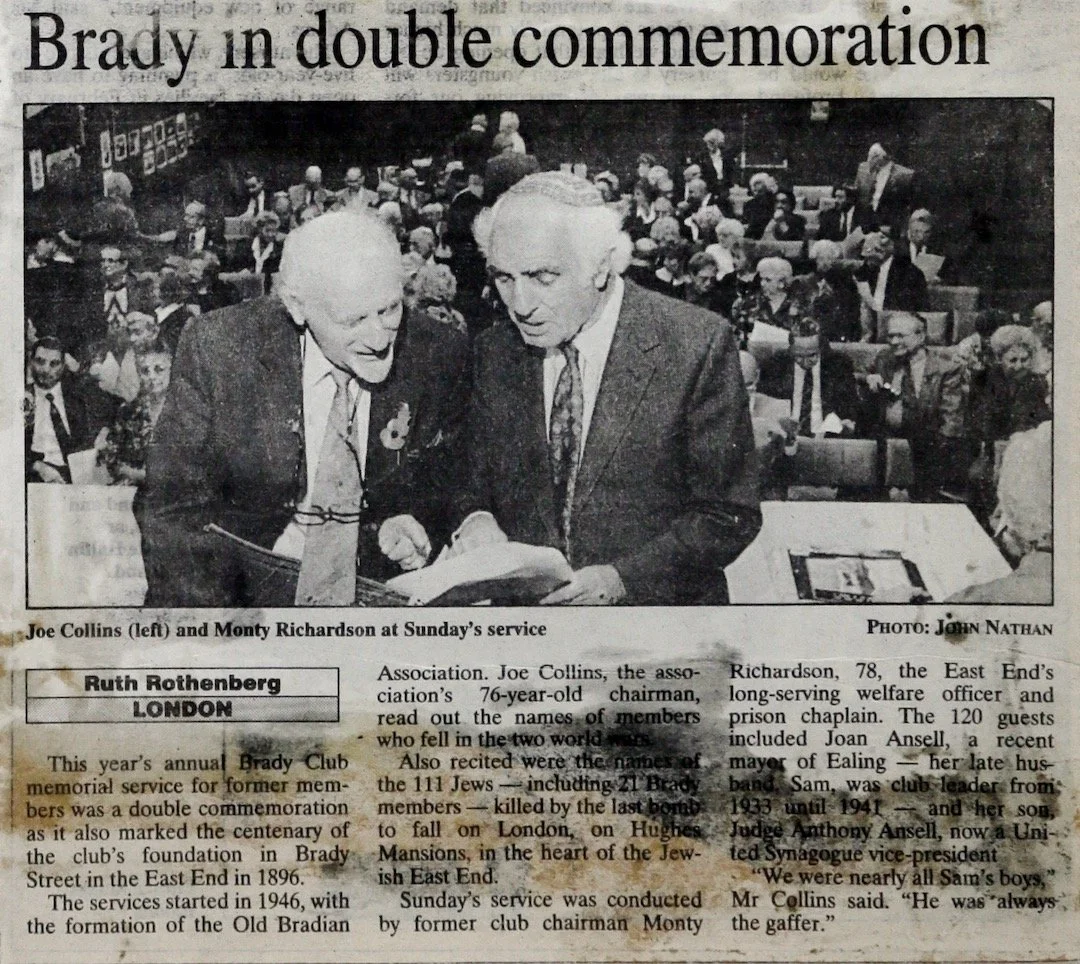 Brady in double commemoration
Joe Collins (left) and Monty Richardson at Sunday's service
PHOTO: JOHN NATHAN
Ruth Rothenberg
LONDON
This year's annual Brady Club
memorial service for former mem-
bers was a double commemoration
as it also marked the centenary of
the club's foundation in Brady
Street in the East End in 1896.
The services started in 1946, with
the formation of the Old Bradian
Association. Joe Collins, the asso-
ciation's 76-year-old chairman,
read out the names of members
who fell in the two world wars.
Also recited were the names of
the 111 Jews — including 21 Brady
members — killed by the last bomb
to fall on London, on Hughes
Mansions, in the heart of the Jew-
ish East End.
Sunday's service was conducted
by former club chairman Monty
Richardson, 78, the East End's
long-serving welfare officer and
prison chaplain. The 120 guests
included Joan Ansell, a recent
mayor of Ealing — her late hus-
band, Sam, was club leader from
1933 until 1941 — and her son,
Judge Anthony Ansell, now a Uni-
ted Synagogue vice-president
"We were nearly all Sam's boys,"
Mr Collins said. "He was always
the gaffer."